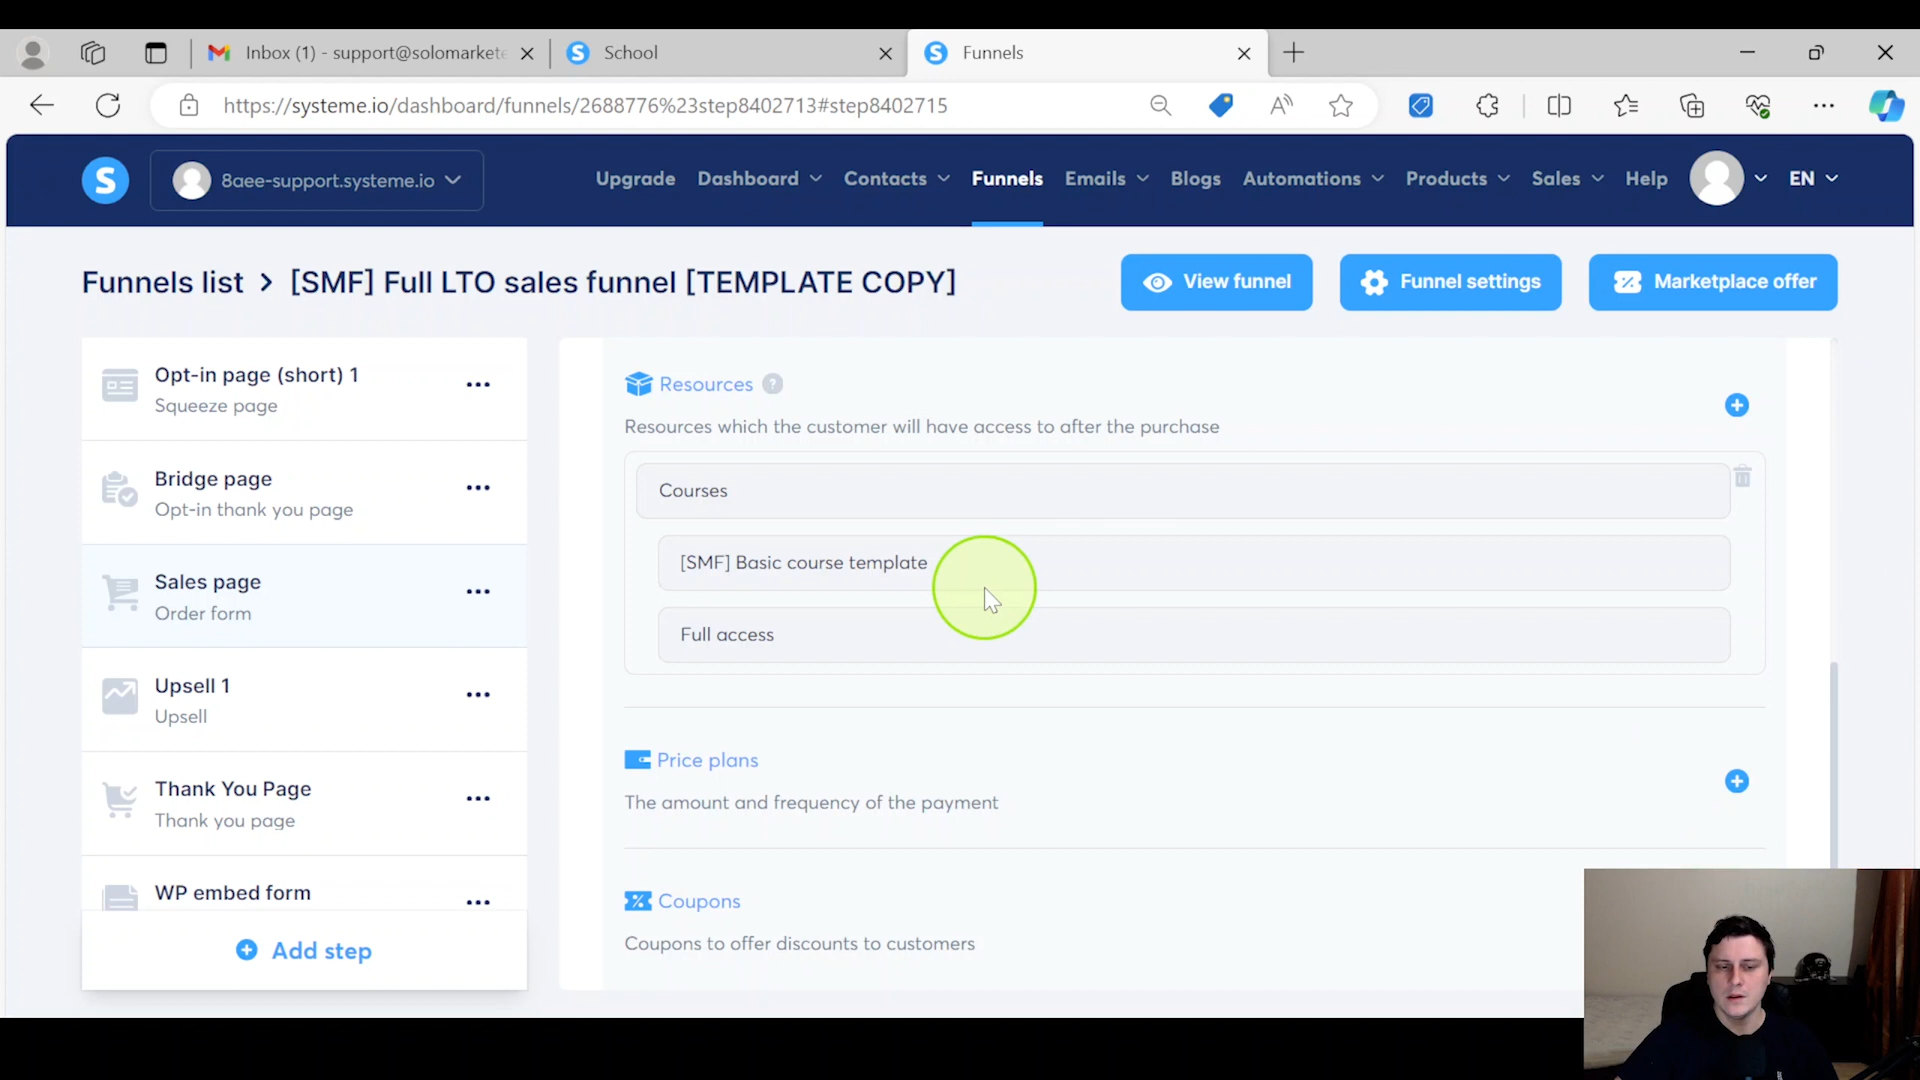 Inbox (1) - support@solomarkete
School
Funnels
https://systeme.io/dashboard/funnels/2688776%23step8402713#step8402715
S
8aee-support.systeme.io
Upgrade
Dashboard
Contacts
Funnels
Emails
Blogs
Automations
Products
Sales
Help
EN
Funnels list > [SMF] Full LTO sales funnel [TEMPLATE COPY]
View funnel
Funnel settings
Marketplace offer
Opt-in page (short) 1
Squeeze page
Bridge page
Opt-in thank you page
Sales page
Order form
Upsell 1
Upsell
Thank You Page
Thank you page
WP embed form
Add step
Resources ?
Resources which the customer will have access to after the purchase
Courses
[SMF] Basic course template
Full access
Price plans
The amount and frequency of the payment
Coupons
Coupons to offer discounts to customers